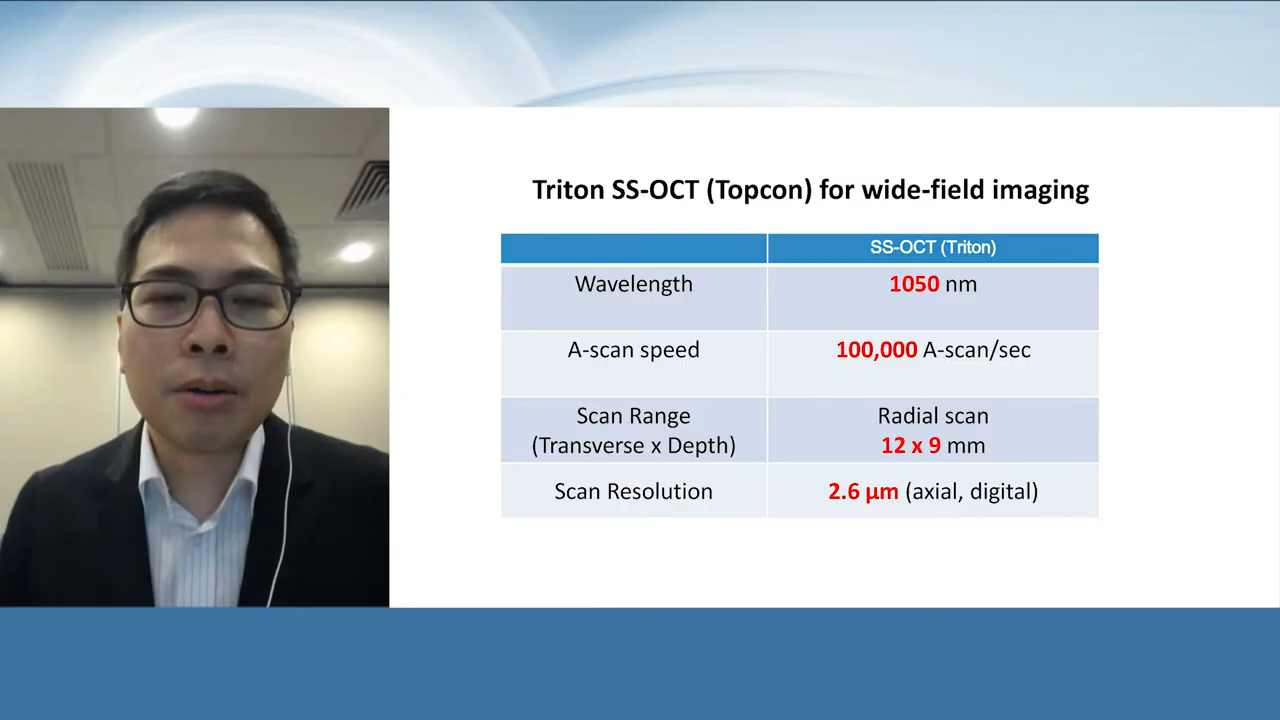 Triton SS-OCT (Topcon) for wide-field imaging
SS-OCT (Triton)
Wavelength
1050 nm
A-scan speed
100,000 A-scan/sec
Scan Range
(Transverse x Depth)
Radial scan
12 x 9 mm
Scan Resolution
2.6 μm (axial, digital)